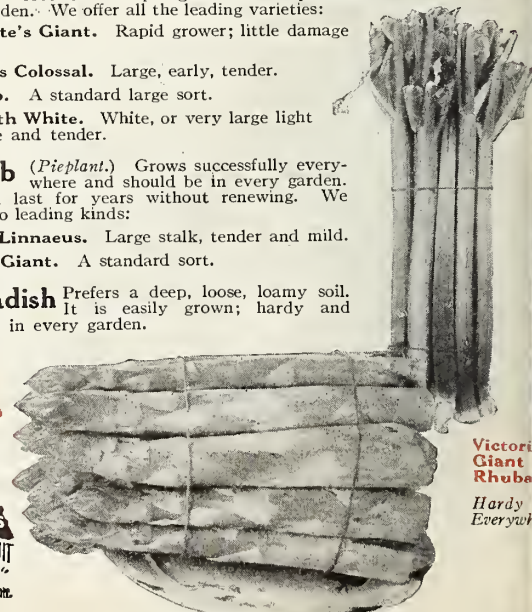 den. We offer all the leading varieties:
te's Giant. Rapid grower; little damage
s Colossal. Large, early, tender.
. A standard large sort.
th White. White, or very large light
e and tender.
b (Pieplant.) Grows successfully every-
where and should be in every garden.
last for years without renewing. We
o leading kinds:
Linnaeus. Large stalk, tender and mild.
Giant. A standard sort.
adish Prefers a deep, loose, loamy soil.
It is easily grown; hardy and
in every garden.
Victori
Giant
Rhuba
Hardy
Everywh